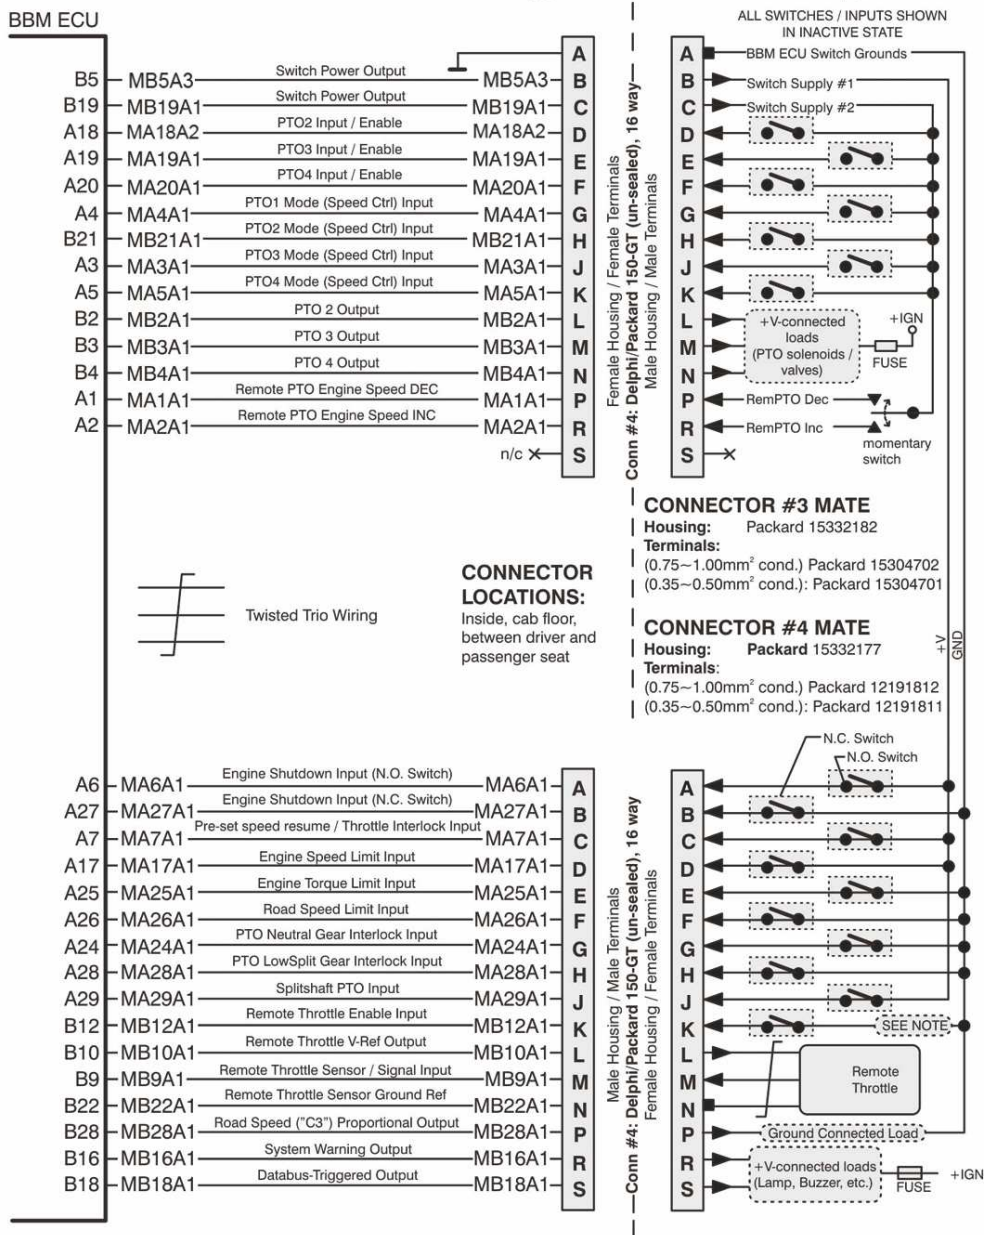 BBM ECU
ALL SWITCHES / INPUTS SHOWN
IN INACTIVE STATE
A A BBM ECU Switch Grounds
B5 MB5A3 Switch Power Output MB5A3 B B Switch Supply #1
B19 MB19A1 Switch Power Output MB19A1 C C Switch Supply #2
A18 MA18A2 PTO2 Input / Enable MA18A2 D D
A19 MA19A1 PTO3 Input / Enable MA19A1 E E
A20 MA20A1 PTO4 Input / Enable MA20A1 F F
A4 MA4A1 PTO1 Mode (Speed Ctrl) Input MA4A1 G G
B21 MB21A1 PTO2 Mode (Speed Ctrl) Input MB21A1 H H
A3 MA3A1 PTO3 Mode (Speed Ctrl) Input MA3A1 J J
A5 MA5A1 PTO4 Mode (Speed Ctrl) Input MA5A1 K K
B2 MB2A1 PTO 2 Output MB2A1 L L
B3 MB3A1 PTO 3 Output MB3A1 M M
B4 MB4A1 PTO 4 Output MB4A1 N N
+V-connected
loads
(PTO solenoids /
valves)
+IGN
FUSE
A1 MA1A1 Remote PTO Engine Speed DEC MA1A1 P P RemPTO Dec
A2 MA2A1 Remote PTO Engine Speed INC MA2A1 R R RemPTO Inc
momentary
switch
n/c S S
Female Housing / Female Terminals
Conn #4: Delphi/Packard 150-GT (un-sealed), 16 way
Male Housing / Male Terminals
CONNECTOR #3 MATE
Housing: Packard 15332182
Terminals:
(0.75~1.00mm² cond.) Packard 15304702
(0.35~0.50mm² cond.): Packard 15304701
Twisted Trio Wiring
CONNECTOR
LOCATIONS:
Inside, cab floor,
between driver and
passenger seat
CONNECTOR #4 MATE
Housing: Packard 15332177
Terminals:
(0.75~1.00mm² cond.) Packard 12191812
(0.35~0.50mm² cond.): Packard 12191811
+V
GND
N.C. Switch
N.O. Switch
A6 MA6A1 Engine Shutdown Input (N.O. Switch) MA6A1 A A
A27 MA27A1 Engine Shutdown Input (N.C. Switch) MA27A1 B B
A7 MA7A1 Pre-set speed resume / Throttle Interlock Input MA7A1 C C
A17 MA17A1 Engine Speed Limit Input MA17A1 D D
A25 MA25A1 Engine Torque Limit Input MA25A1 E E
A26 MA26A1 Road Speed Limit Input MA26A1 F F
A24 MA24A1 PTO Neutral Gear Interlock Input MA24A1 G G
A28 MA28A1 PTO LowSplit Gear Interlock Input MA28A1 H H
A29 MA29A1 Splitshaft PTO Input MA29A1 J J
B12 MB12A1 Remote Throttle Enable Input MB12A1 K K SEE NOTE
B10 MB10A1 Remote Throttle V-Ref Output MB10A1 L L
B9 MB9A1 Remote Throttle Sensor / Signal Input MB9A1 M M
B22 MB22A1 Remote Throttle Sensor Ground Ref MB22A1 N N
Remote
Throttle
B28 MB28A1 Road Speed ("C3") Proportional Output MB28A1 P P Ground Connected Load
B16 MB16A1 System Warning Output MB16A1 R R
B18 MB18A1 Databus-Triggered Output MB18A1 S S
+V-connected loads
(Lamp, Buzzer, etc.)
FUSE
+IGN
Male Housing / Male Terminals
Conn #4: Delphi/Packard 150-GT (un-sealed), 16 way
Female Housing / Female Terminals